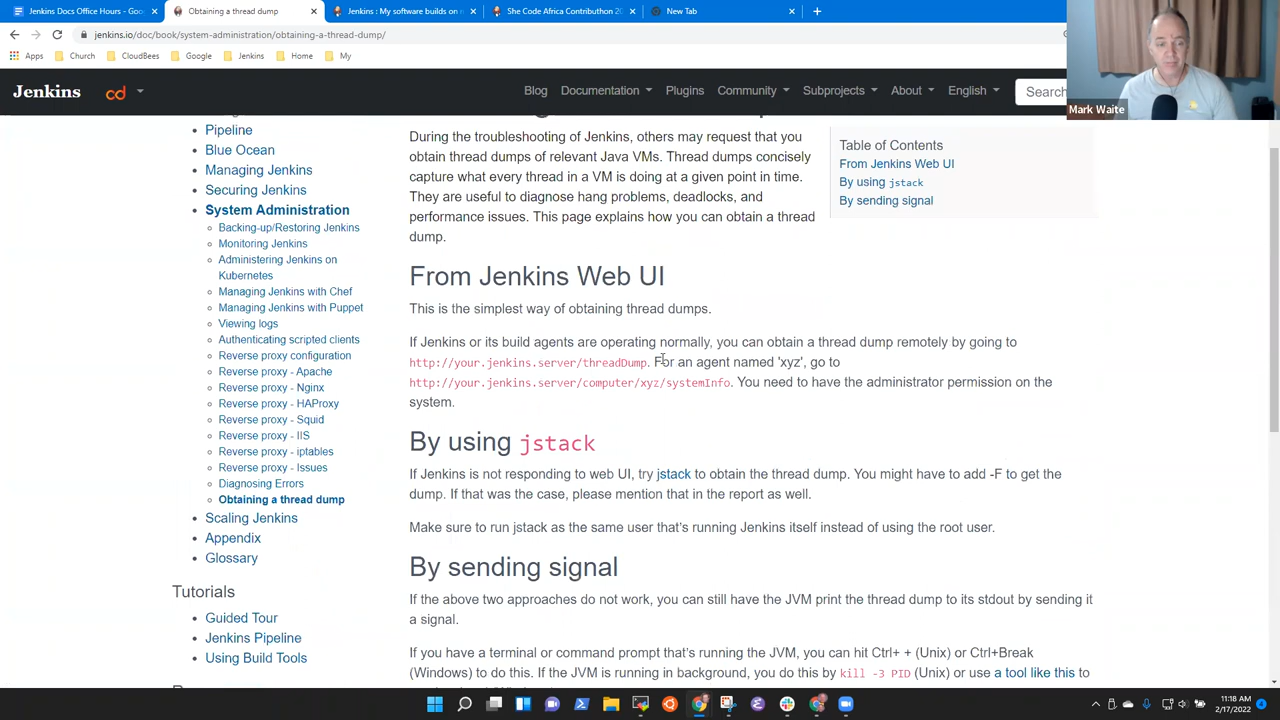 Jenkins Docs Office Hours - Goo
Obtaining a thread dump
Jenkins : My software builds on m
She Code Africa Contributhon 20
New Tab
jenkins.io/doc/book/system-administration/obtaining-a-thread-dump/
Apps
Church
CloudBees
Google
Jenkins
Home
My
Mark Waite
Jenkins
cd
Blog
Documentation
Plugins
Community
Subprojects
About
English
Search
Pipeline
Blue Ocean
Managing Jenkins
Securing Jenkins
System Administration
Backing-up/Restoring Jenkins
Monitoring Jenkins
Administering Jenkins on
Kubernetes
Managing Jenkins with Chef
Managing Jenkins with Puppet
Viewing logs
Authenticating scripted clients
Reverse proxy configuration
Reverse proxy - Apache
Reverse proxy - Nginx
Reverse proxy - HAProxy
Reverse proxy - Squid
Reverse proxy - IIS
Reverse proxy - iptables
Reverse proxy - Issues
Diagnosing Errors
Obtaining a thread dump
Scaling Jenkins
Appendix
Glossary
Tutorials
Guided Tour
Jenkins Pipeline
Using Build Tools
During the troubleshooting of Jenkins, others may request that you
obtain thread dumps of relevant Java VMs. Thread dumps concisely
capture what every thread in a VM is doing at a given point in time.
They are useful to diagnose hang problems, deadlocks, and
performance issues. This page explains how you can obtain a thread
dump.
Table of Contents
From Jenkins Web UI
By using jstack
By sending signal
From Jenkins Web UI
This is the simplest way of obtaining thread dumps.
If Jenkins or its build agents are operating normally, you can obtain a thread dump remotely by going to
http://your.jenkins.server/threadDump. For an agent named 'xyz', go to
http://your.jenkins.server/computer/xyz/systemInfo. You need to have the administrator permission on the
system.
By using jstack
If Jenkins is not responding to web UI, try jstack to obtain the thread dump. You might have to add -F to get the
dump. If that was the case, please mention that in the report as well.
Make sure to run jstack as the same user that's running Jenkins itself instead of using the root user.
By sending signal
If the above two approaches do not work, you can still have the JVM print the thread dump to its stdout by sending it
a signal.
If you have a terminal or command prompt that's running the JVM, you can hit Ctrl+ + (Unix) or Ctrl+Break
(Windows) to do this. If the JVM is running in background, you do this by kill -3 PID (Unix) or use a tool like this to
11:18 AM
2/17/2022